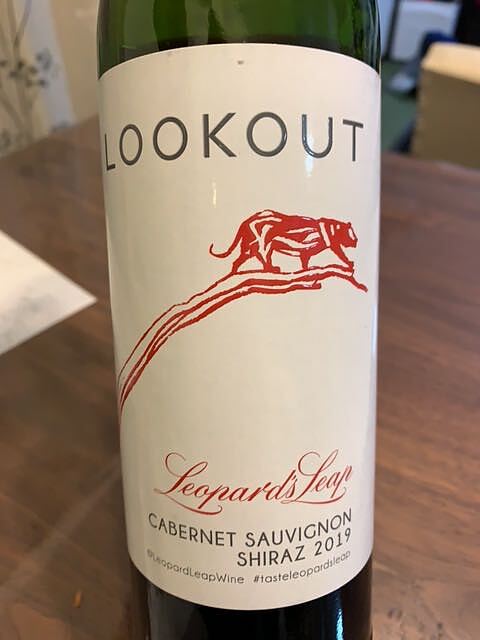 LOOKOUT
Leopard's Leap
CABERNET SAUVIGNON
SHIRAZ 2019
@LeopardLeapWine #tasteleopardsleap